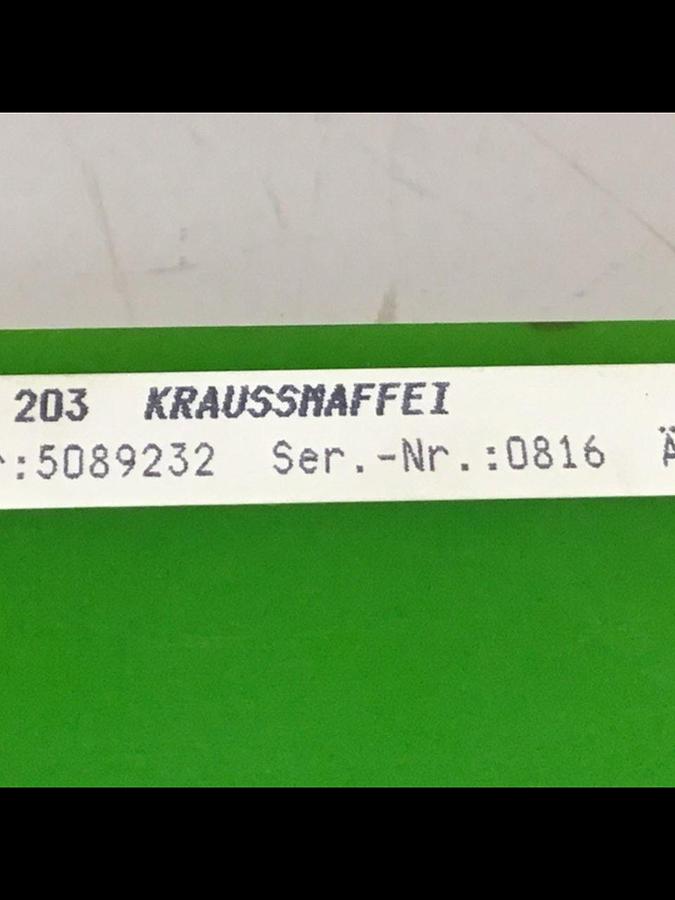 203 KRAUSSMAFFEI
:5089232 Ser.-Nr.:0816 Ä